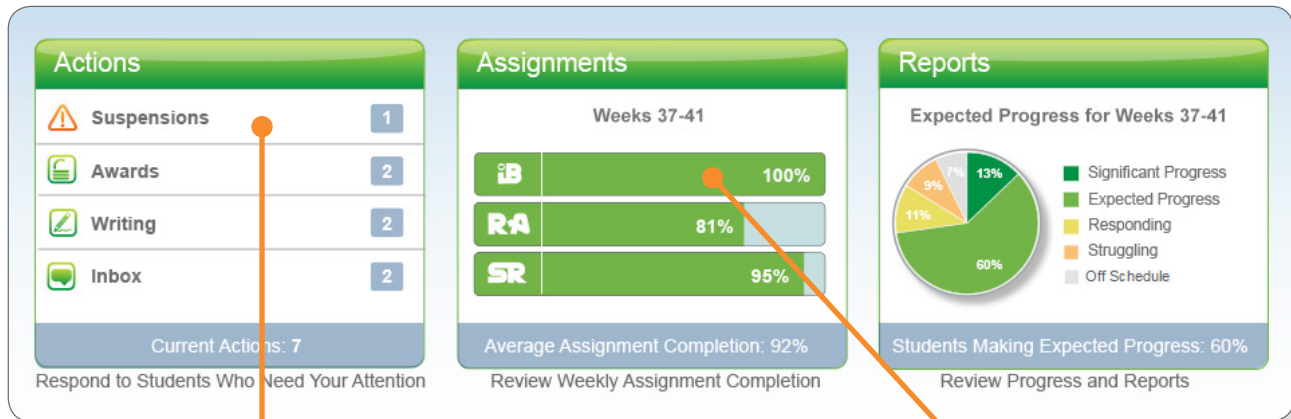 Actions
Suspensions 1
Awards 2
Writing 2
Inbox 2
Current Actions: 7
Respond to Students Who Need Your Attention
Assignments
Weeks 37-41
iB 100%
RA 81%
SR 95%
Average Assignment Completion: 92%
Review Weekly Assignment Completion
Reports
Expected Progress for Weeks 37-41
7% 13%
9%
11%
60%
Significant Progress
Expected Progress
Responding
Struggling
Off Schedule
Students Making Expected Progress: 60%
Review Progress and Reports